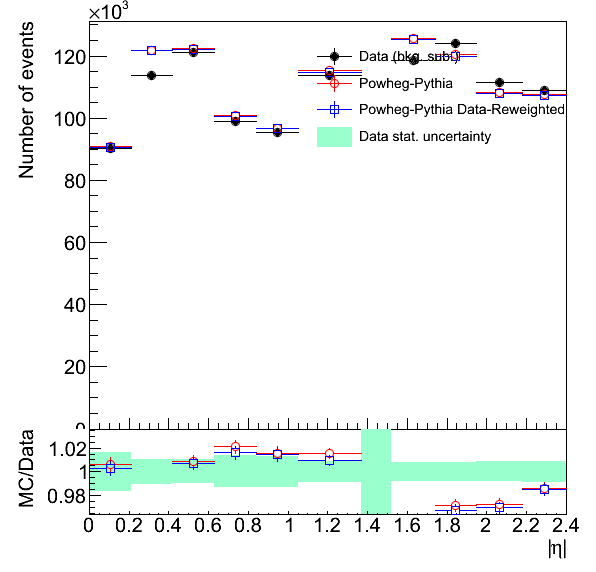 ×10³
Number of events
120
100
80
60
40
20
0
Data (bkg. sub.)
Powheg-Pythia
Powheg-Pythia Data-Reweighted
Data stat. uncertainty
MC/Data
1.02
1
0.98
0 0.2 0.4 0.6 0.8 1 1.2 1.4 1.6 1.8 2 2.2 2.4
|η|